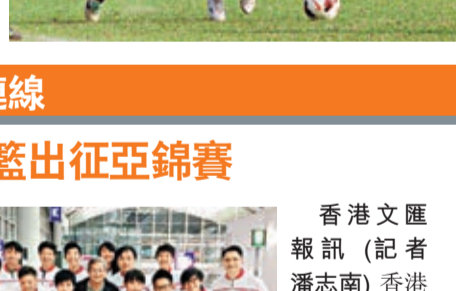 線
籃出征亞錦賽
香港文匯
報訊 (記者
潘志南) 香港